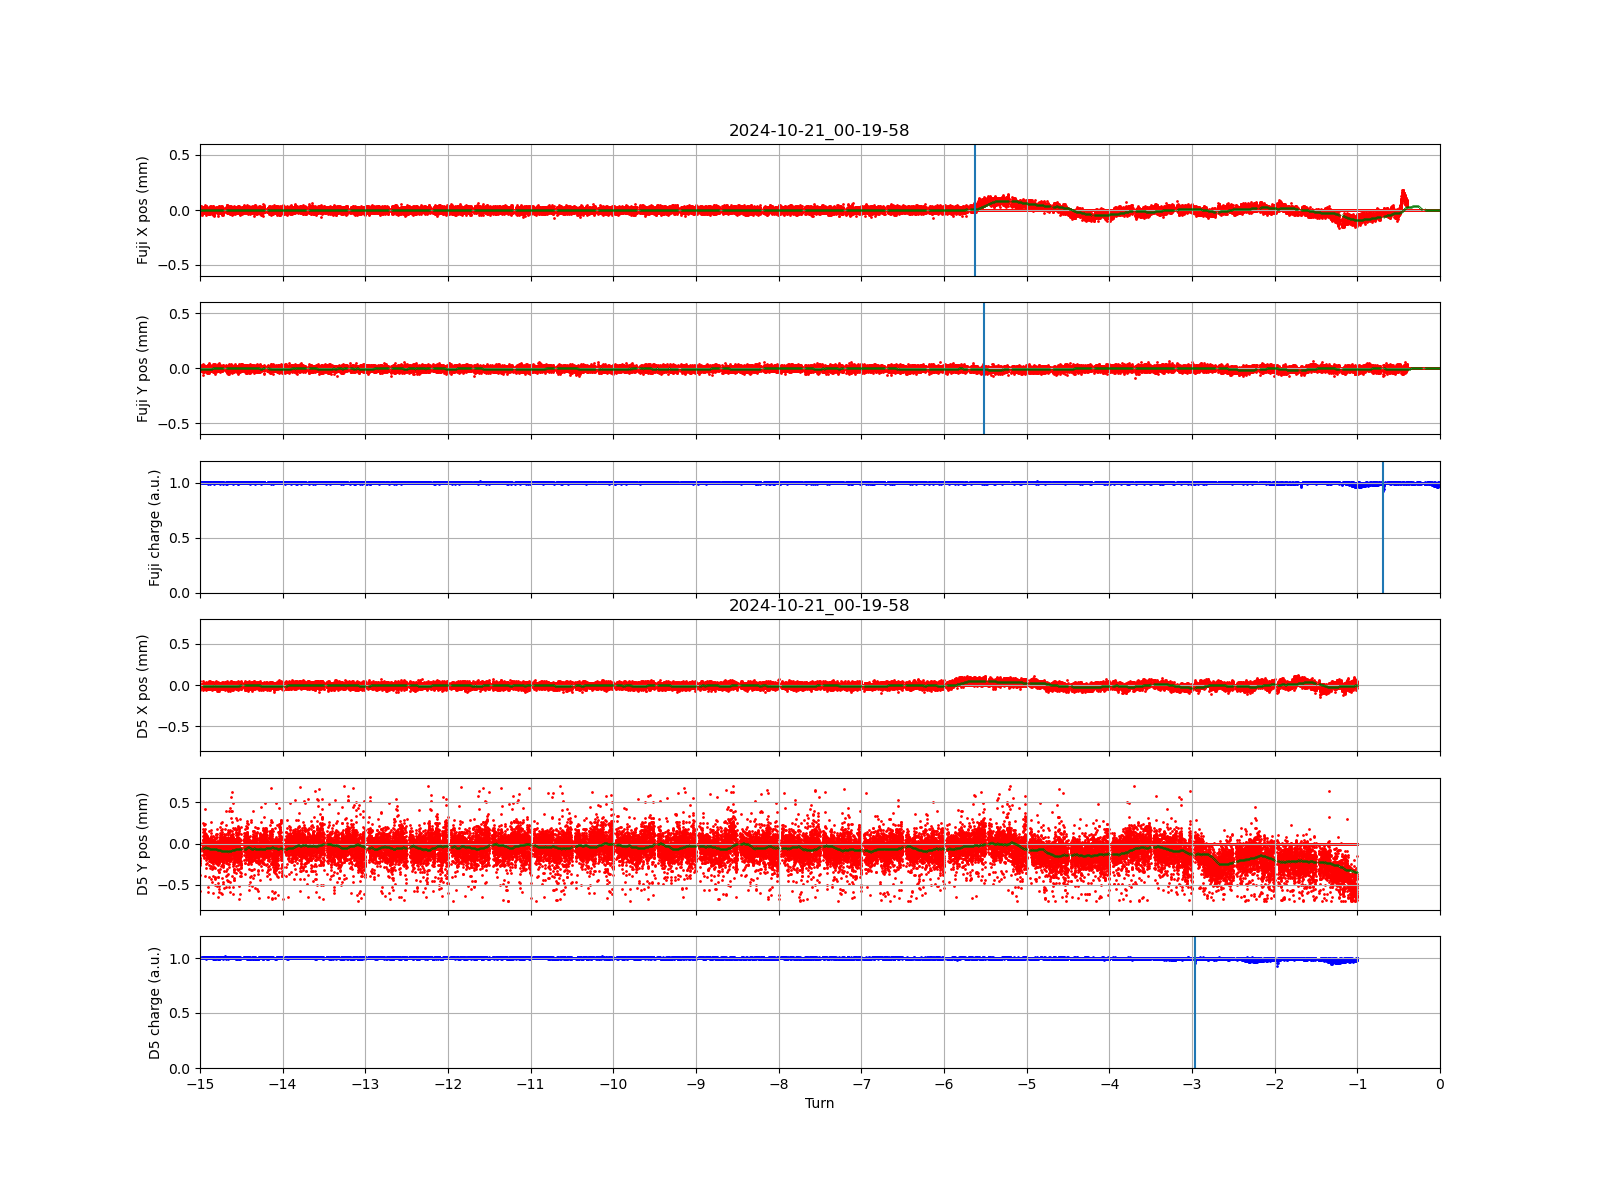 2024-10-21_00-19-58
0.5
0.0
−0.5
Fuji X pos (mm)
0.5
0.0
−0.5
Fuji Y pos (mm)
1.0
0.5
0.0
Fuji charge (a.u.)
2024-10-21_00-19-58
0.5
0.0
−0.5
D5 X pos (mm)
0.5
0.0
−0.5
D5 Y pos (mm)
1.0
0.5
0.0
D5 charge (a.u.)
−15 −14 −13 −12 −11 −10 −9 −8 −7 −6 −5 −4 −3 −2 −1 0
Turn